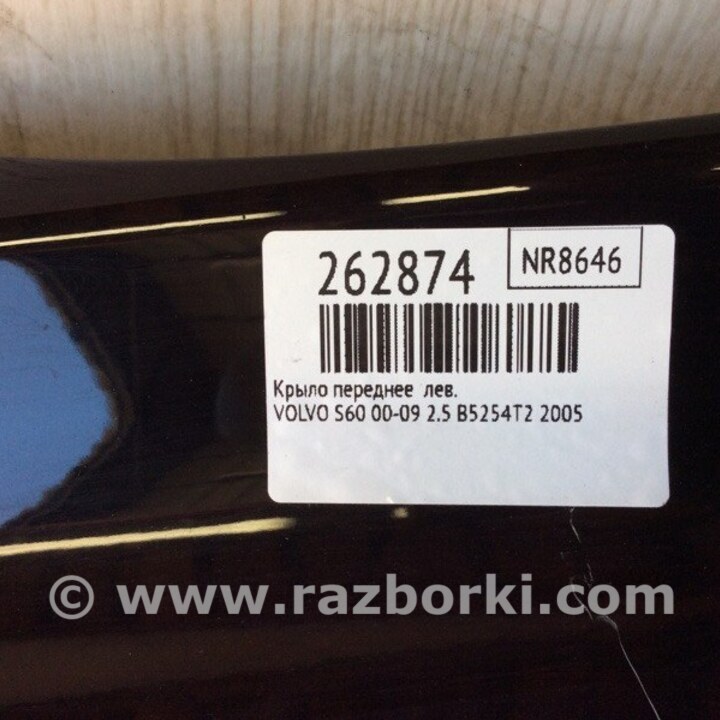 262874
NR8646
Крыло переднее лев.
VOLVO S60 00-09 2.5 B5254T2 2005
© www.razborki.com